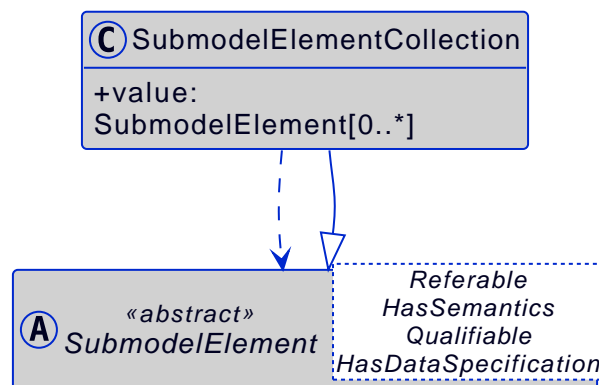 C SubmodelElementCollection
+value:
SubmodelElement[0..*]
A
«abstract»
SubmodelElement
Referable
HasSemantics
Qualifiable
HasDataSpecification